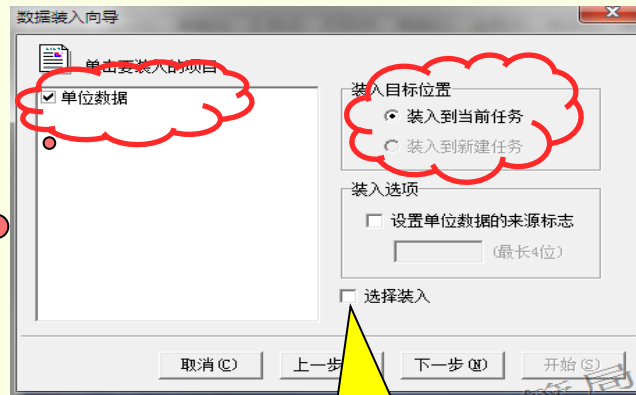 数据装入向导
单击要装入的项目
单位数据
装入目标位置
装入到当前任务
装入到新建任务
装入选项
设置单位数据的来源标志
(最长4位)
选择装入
取消(C)
上一步
下一步(N)
开始(S)